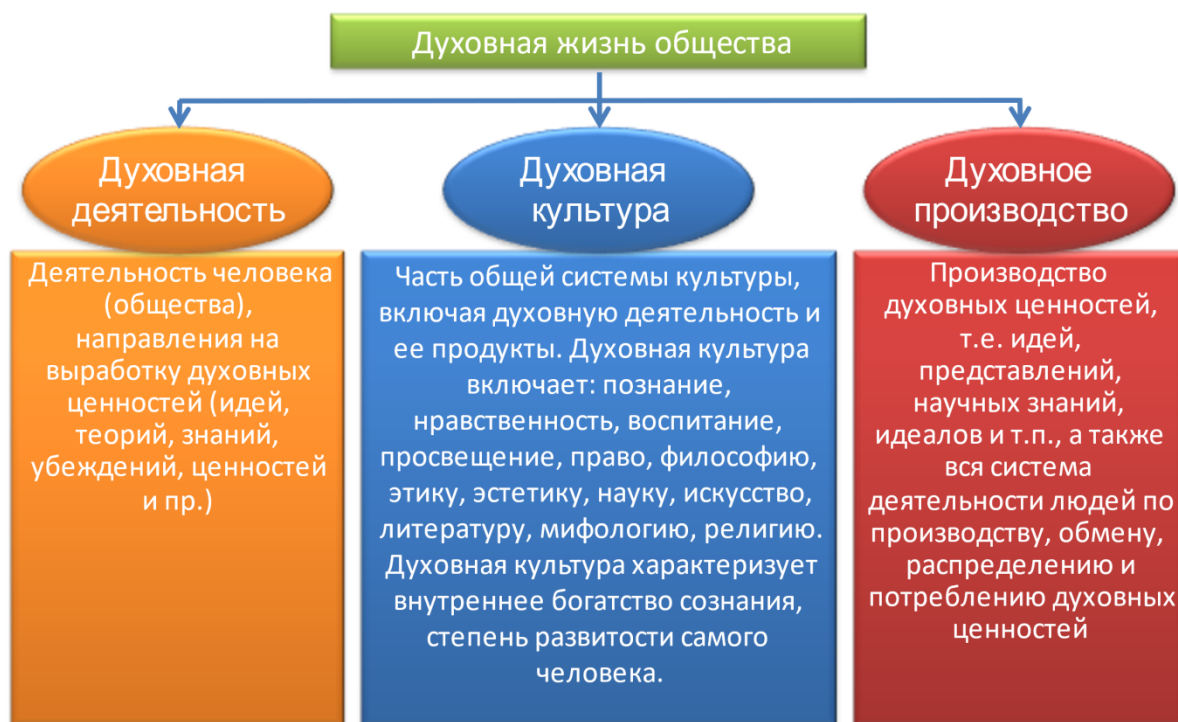 Духовная жизнь общества
Духовная
деятельность
Деятельность человека
(общества),
направления на
выработку духовных
ценностей (идей,
теорий, знаний,
убеждений, ценностей
и пр.)
Духовная
культура
Часть общей системы культуры,
включая духовную деятельность и
ее продукты. Духовная культура
включает: познание,
нравственность, воспитание,
просвещение, право, философию,
этику, эстетику, науку, искусство,
литературу, мифологию, религию.
Духовная культура характеризует
внутреннее богатство сознания,
степень развитости самого
человека.
Духовное
производство
Производство
духовных ценностей,
т.е. идей,
представлений,
научных знаний,
идеалов и т.п., а также
вся система
деятельности людей по
производству, обмену,
распределению и
потреблению духовных
ценностей